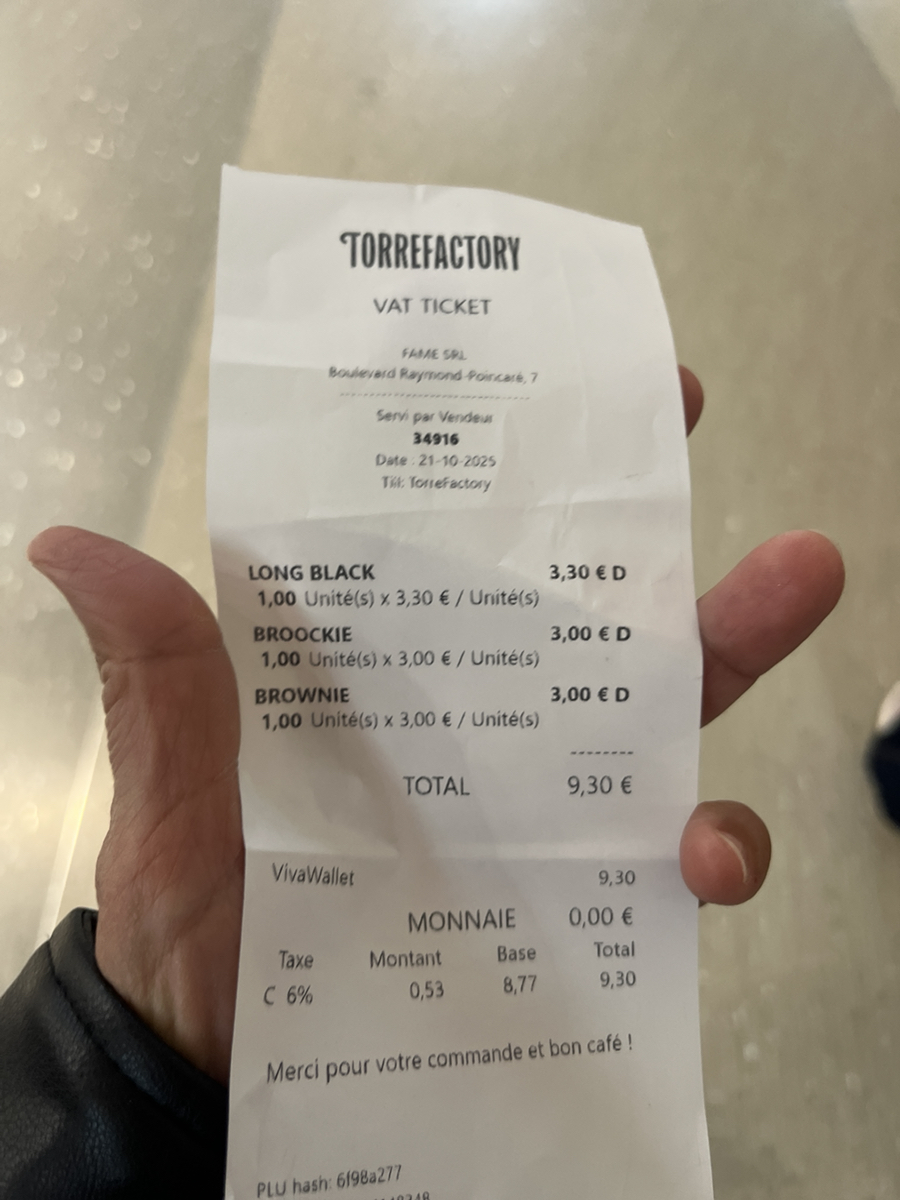 TORREFACTORY
VAT TICKET
FAME SRL
Boulevard Raymond Poincaré, 7
--------------------------------
Servi par Vendeur
34916
Date : 21-10-2025
Till: TorreFactory
LONG BLACK 3,30 € D
1,00 Unité(s) x 3,30 € / Unité(s)
BROOCKIE 3,00 € D
1,00 Unité(s) x 3,00 € / Unité(s)
BROWNIE 3,00 € D
1,00 Unité(s) x 3,00 € / Unité(s)
--------
TOTAL 9,30 €
VivaWallet 9,30
MONNAIE 0,00 €
Taxe Montant Base Total
C 6% 0,53 8,77 9,30
Merci pour votre commande et bon café !
PLU hash: 6f98a277